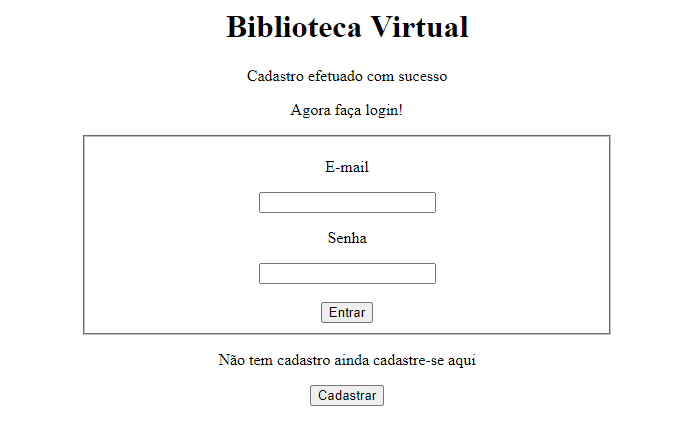 Biblioteca Virtual
Cadastro efetuado com sucesso
Agora faça login!
E-mail
Senha
Entrar
Não tem cadastro ainda cadastre-se aqui
Cadastrar